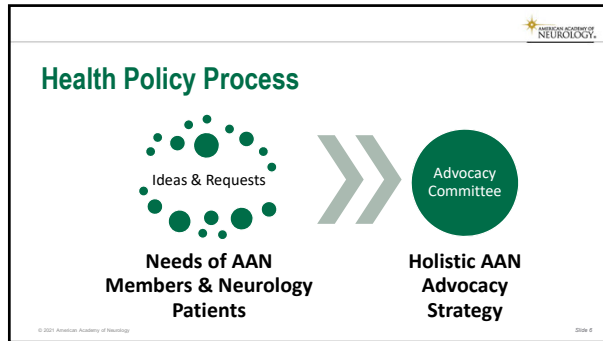 AMERICAN ACADEMY OF
NEUROLOGY®
Health Policy Process
Ideas & Requests
Advocacy
Committee
Needs of AAN
Members & Neurology
Patients
Holistic AAN
Advocacy
Strategy
© 2021 American Academy of Neurology
Slide 6